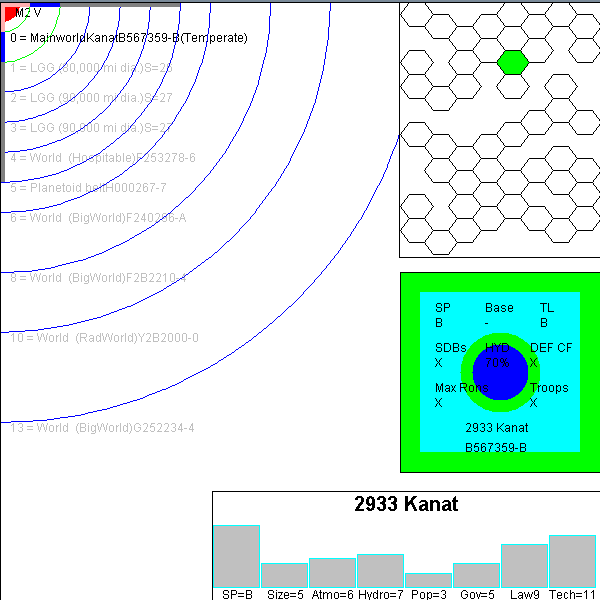 M2 V
0 = MainworldKanatB567359-B(Temperate)
1 = LGG (80,000 mi dia.)S=26
2 = LGG (90,000 mi dia.)S=27
3 = LGG (90,000 mi dia.)S=27
4 = World (Hospitable)F253278-6
5 = Planetoid beltH000267-7
6 = World (BigWorld)F240266-A
8 = World (BigWorld)F2B2210-4
10 = World (RadWorld)Y2B2000-0
13 = World (BigWorld)G252234-4
SP Base TL
B - B
SDBs HYD DEF CF
X 70% X
Max Troops
X X
2933 Kanat
B567359-B
2933 Kanat
SP=B Size=5 Atmo=6 Hydro=7 Pop=3 Gov=5 Law9 Tech=11